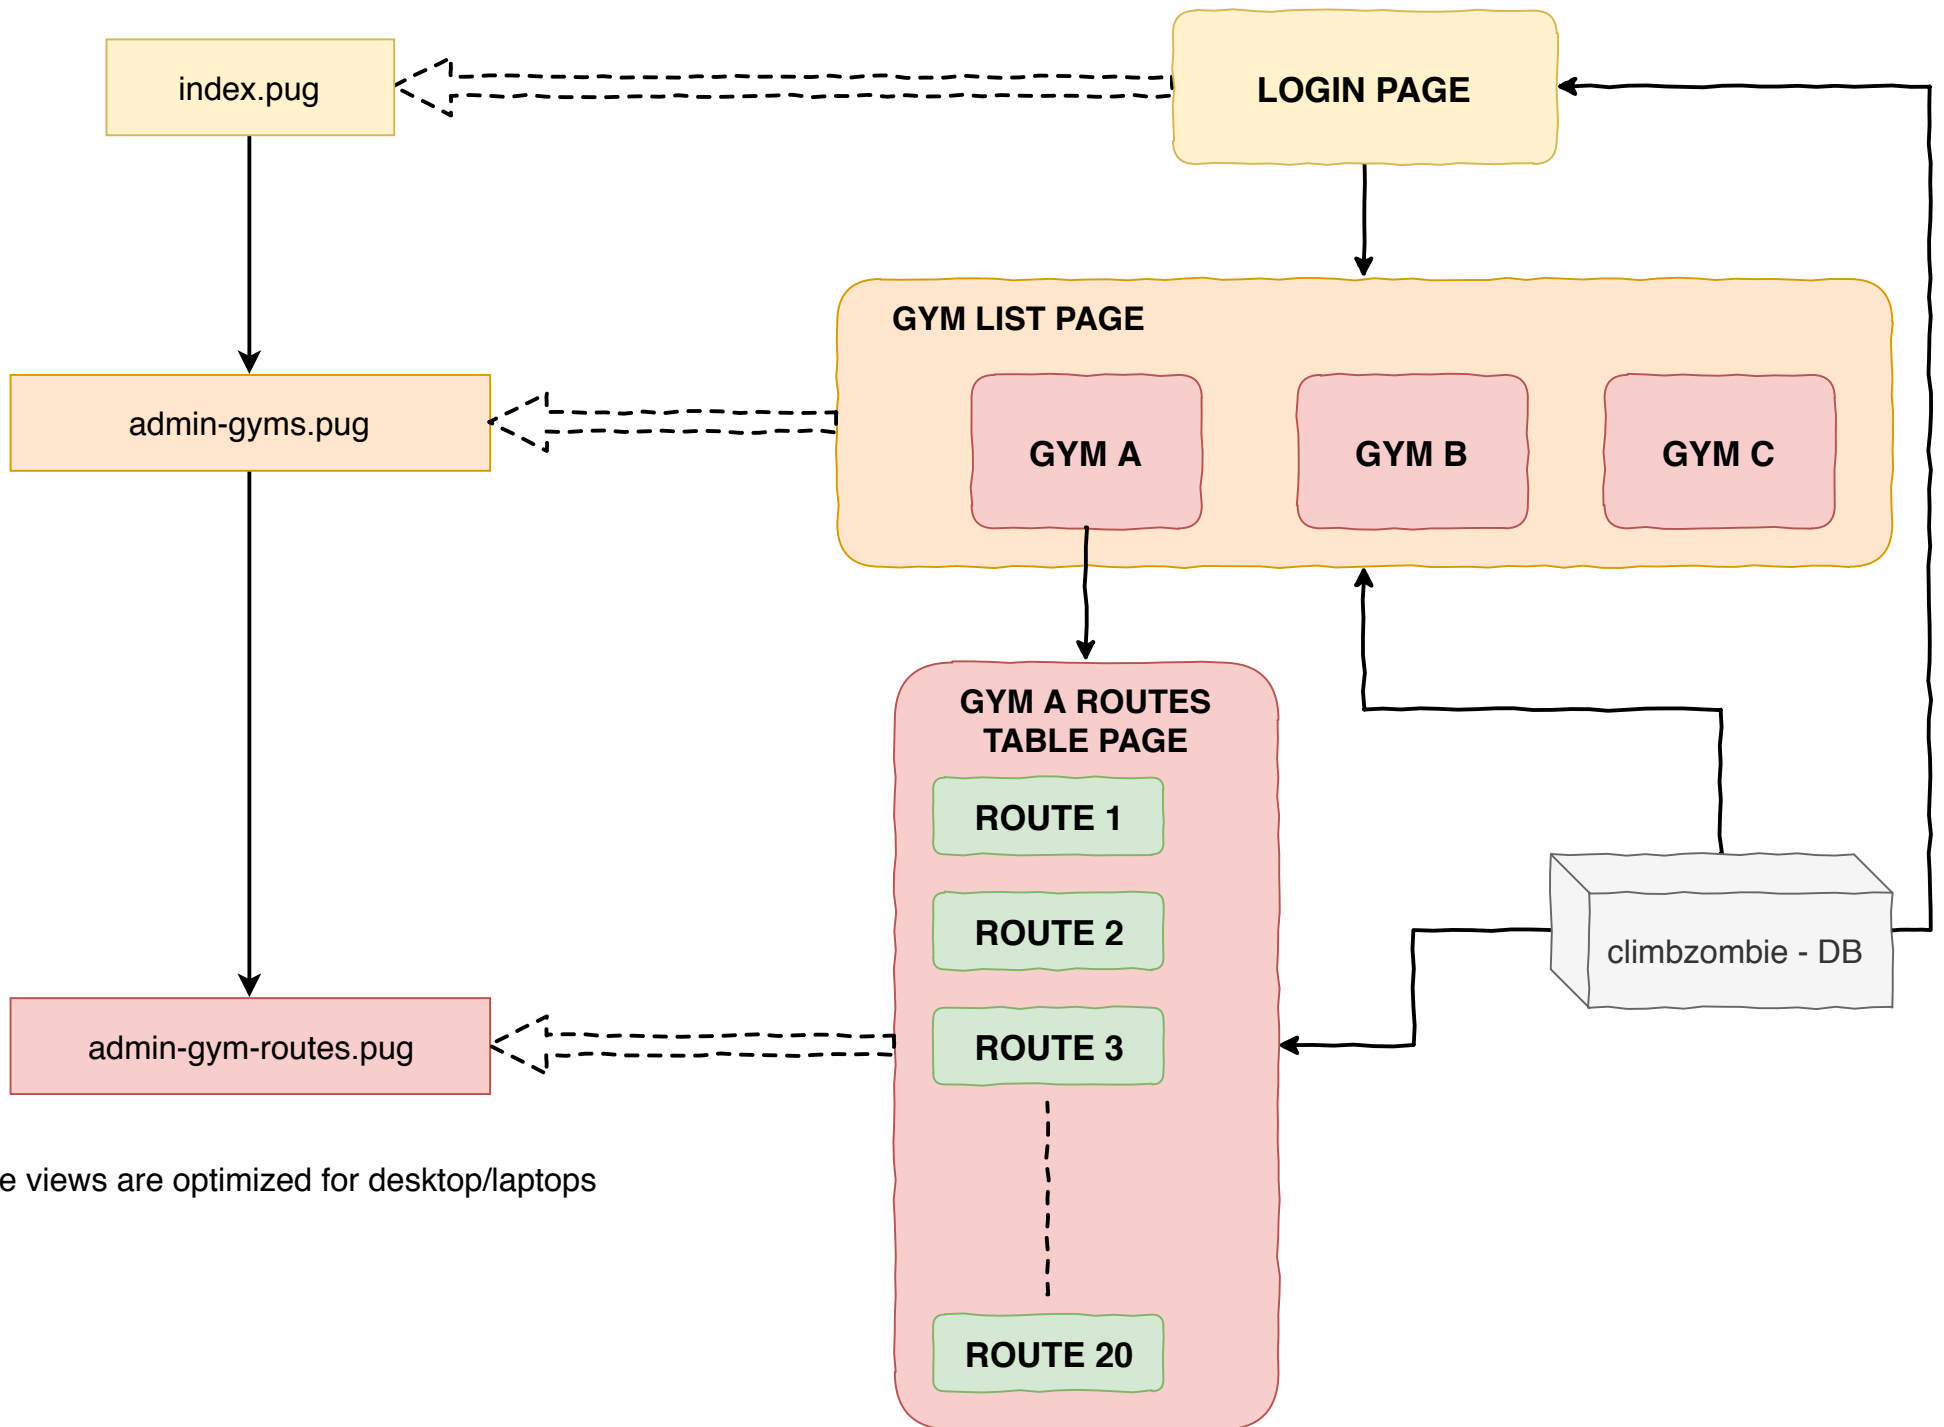 index.pug
LOGIN PAGE
GYM LIST PAGE
admin-gyms.pug
GYM A
GYM B
GYM C
GYM A ROUTES
TABLE PAGE
ROUTE 1
ROUTE 2
climbzombie - DB
admin-gym-routes.pug
ROUTE 3
views are optimized for desktop/laptops
ROUTE 20